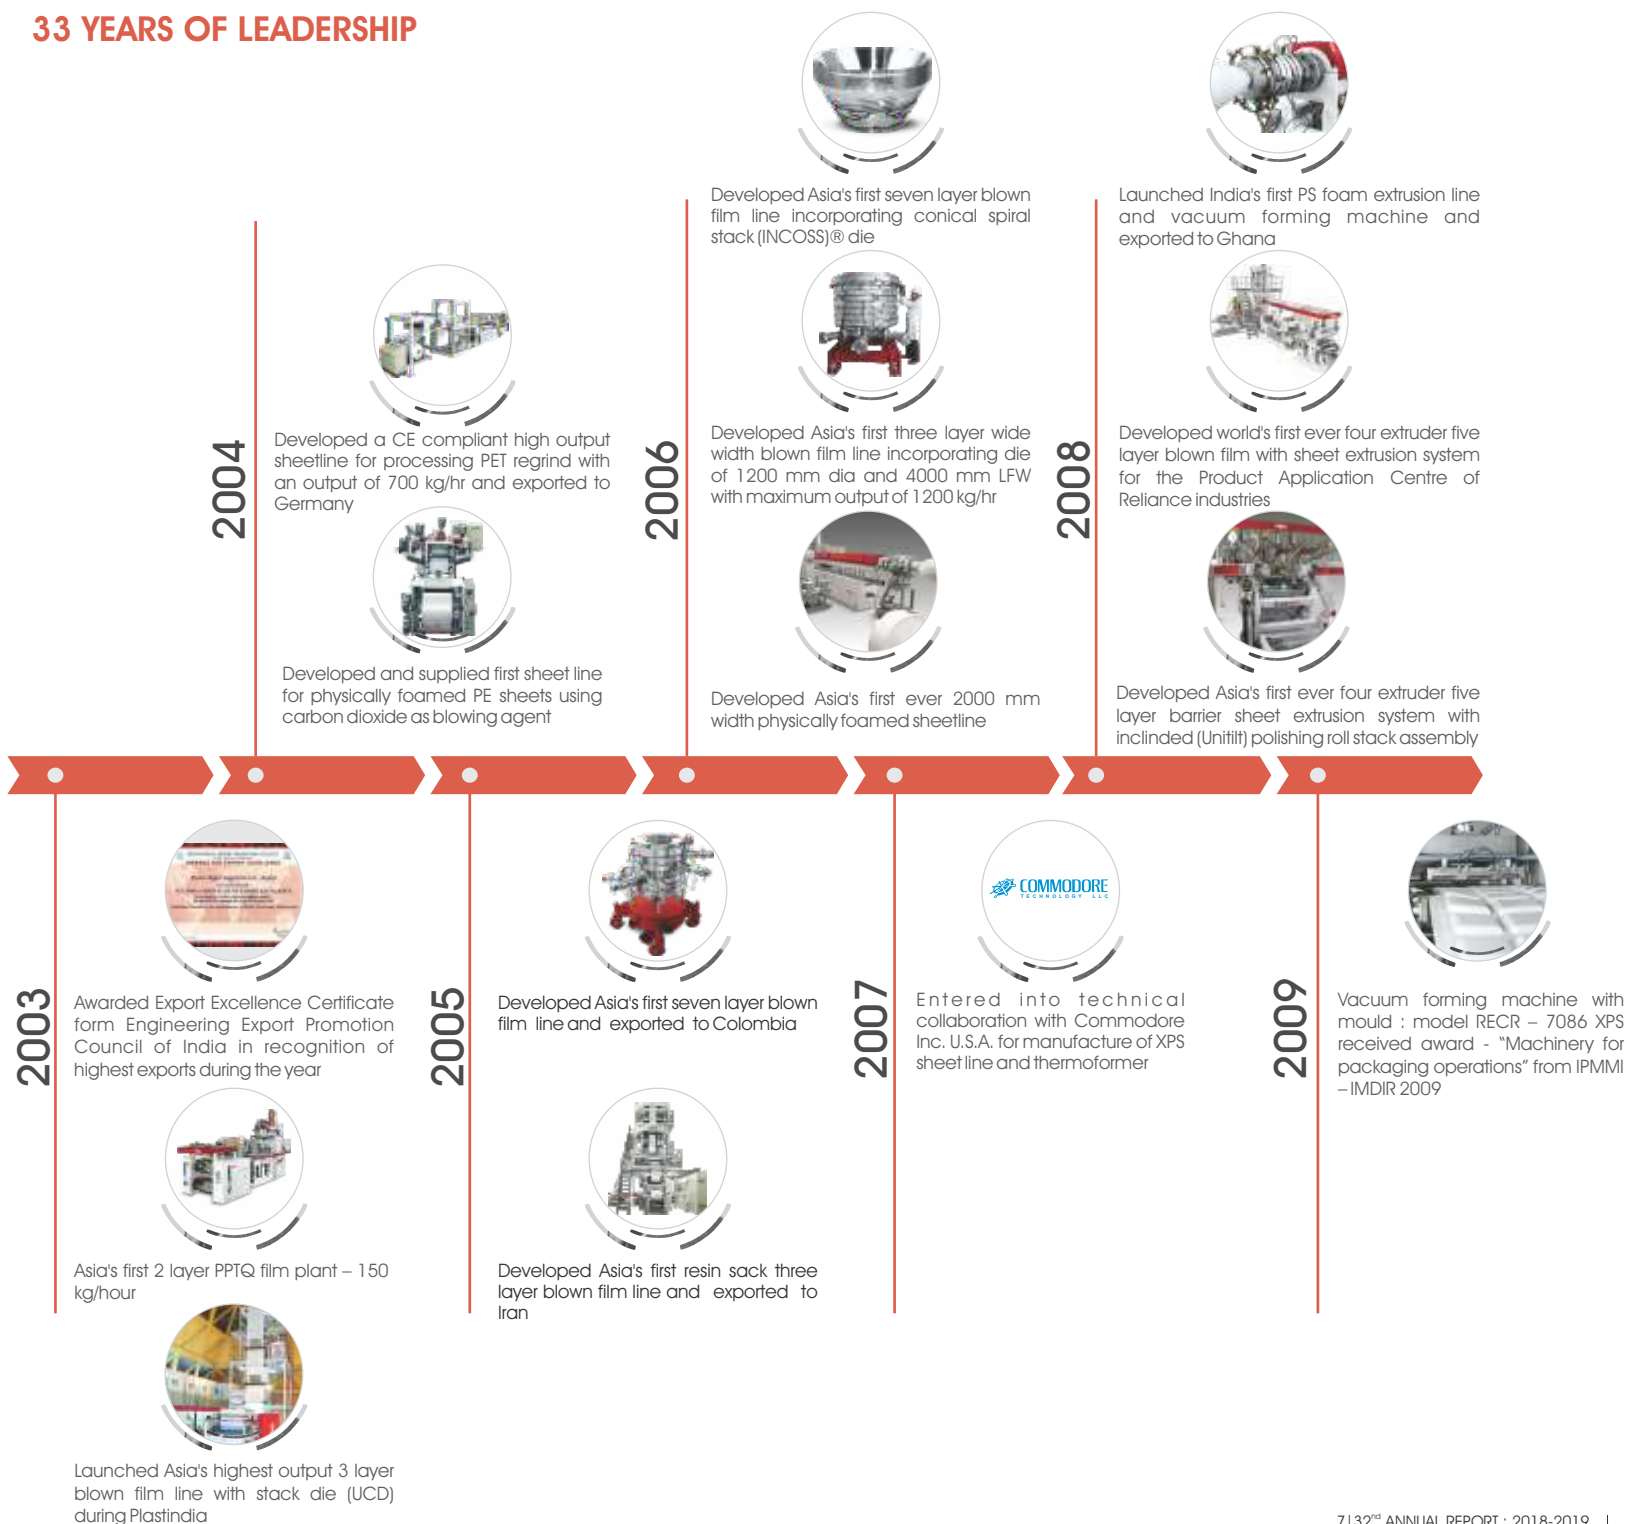 33 YEARS OF LEADERSHIP
2004
Developed a CE compliant high output
sheetline for processing PET regrind with
an output of 700 kg/hr and exported to
Germany
Developed and supplied first sheet line
for physically foamed PE sheets using
carbon dioxide as blowing agent
2006
Developed Asia's first seven layer blown
film line incorporating conical spiral
stack (INCOSS)® die
Developed Asia's first three layer wide
width blown film line incorporating die
of 1200 mm dia and 4000 mm LFW
with maximum output of 1200 kg/hr
Developed Asia's first ever 2000 mm
width physically foamed sheetline
2008
Launched India's first PS foam extrusion line
and vacuum forming machine and
exported to Ghana
Developed world's first ever four extruder five
layer blown film with sheet extrusion system
for the Product Application Centre of
Reliance industries
Developed Asia's first ever four extruder five
layer barrier sheet extrusion system with
inclinded (Unitilt) polishing roll stack assembly
2003
Awarded Export Excellence Certificate
form Engineering Export Promotion
Council of India in recognition of
highest exports during the year
Asia's first 2 layer PPTQ film plant – 150
kg/hour
Launched Asia's highest output 3 layer
blown film line with stack die (UCD)
during Plastindia
2005
Developed Asia's first seven layer blown
film line and exported to Colombia
Developed Asia's first resin sack three
layer blown film line and exported to
Iran
2007
COMMODORE
TECHNOLOGY LLC
Entered into technical
collaboration with Commodore
Inc. U.S.A. for manufacture of XPS
sheet line and thermoformer
2009
Vacuum forming machine with
mould : model RECR – 7086 XPS
received award - “Machinery for
packaging operations” from IPMMI
– IMDIR 2009
7|32nd ANNUAL REPORT : 2018-2019 |